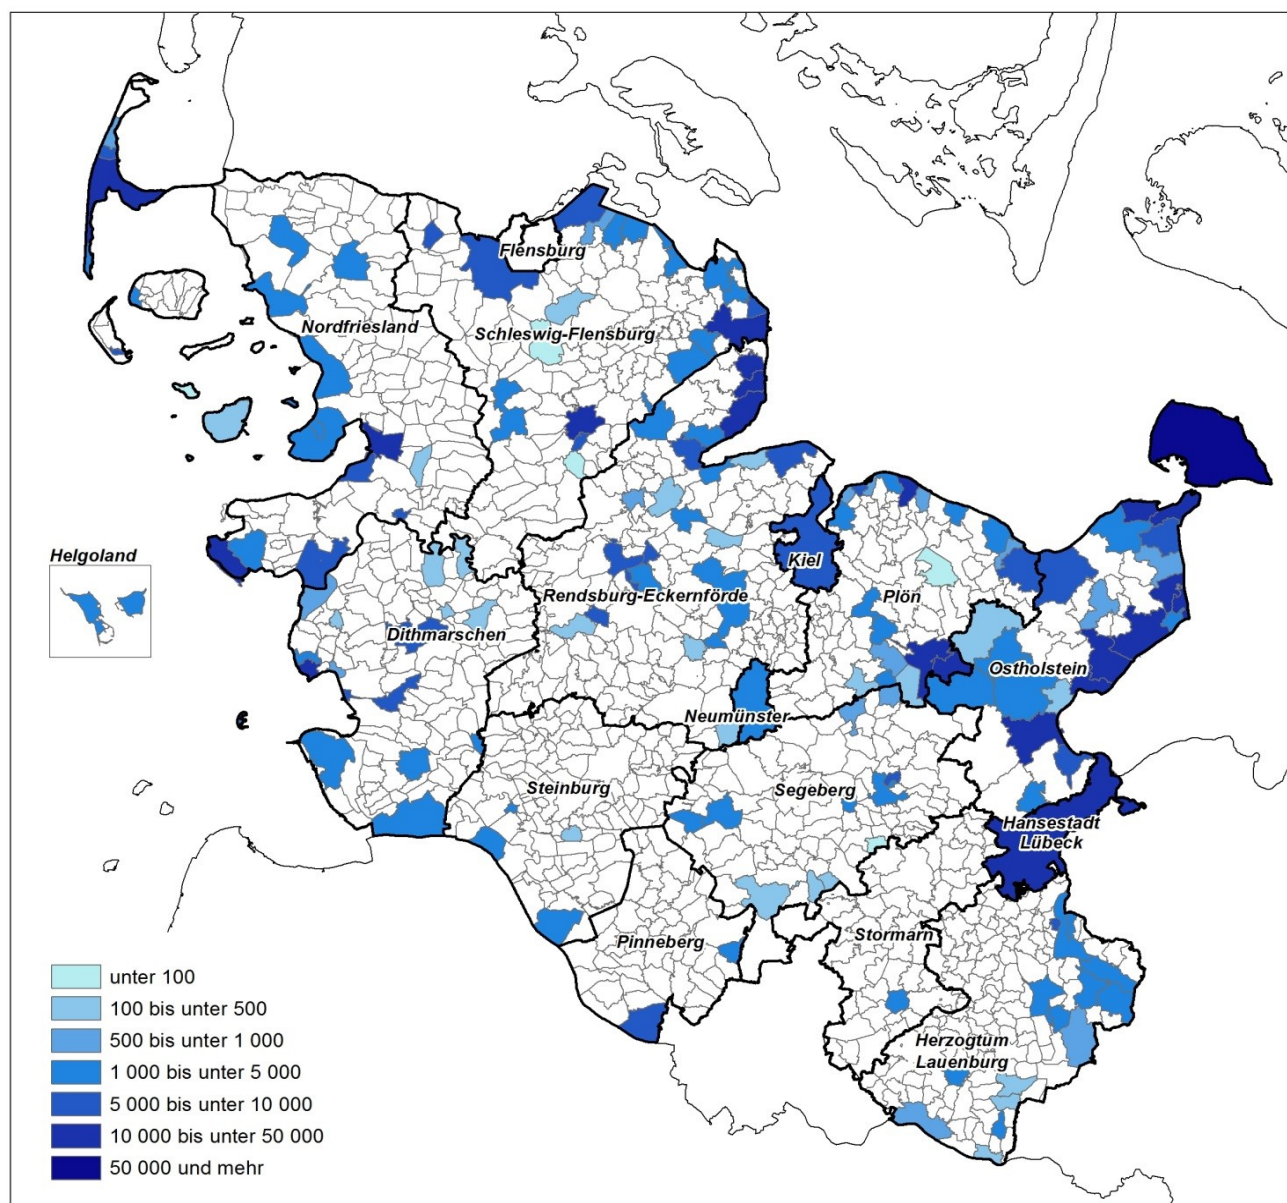 Flensburg
Nordfriesland
Schleswig-Flensburg
Helgoland
Kiel
Rendsburg-Eckernförde
Plön
Dithmarschen
Ostholstein
Neumünster
Steinburg
Segeberg
Hansestadt
Lübeck
Stormarn
Pinneberg
Herzogtum
Lauenburg
unter 100
100 bis unter 500
500 bis unter 1 000
1 000 bis unter 5 000
5 000 bis unter 10 000
10 000 bis unter 50 000
50 000 und mehr